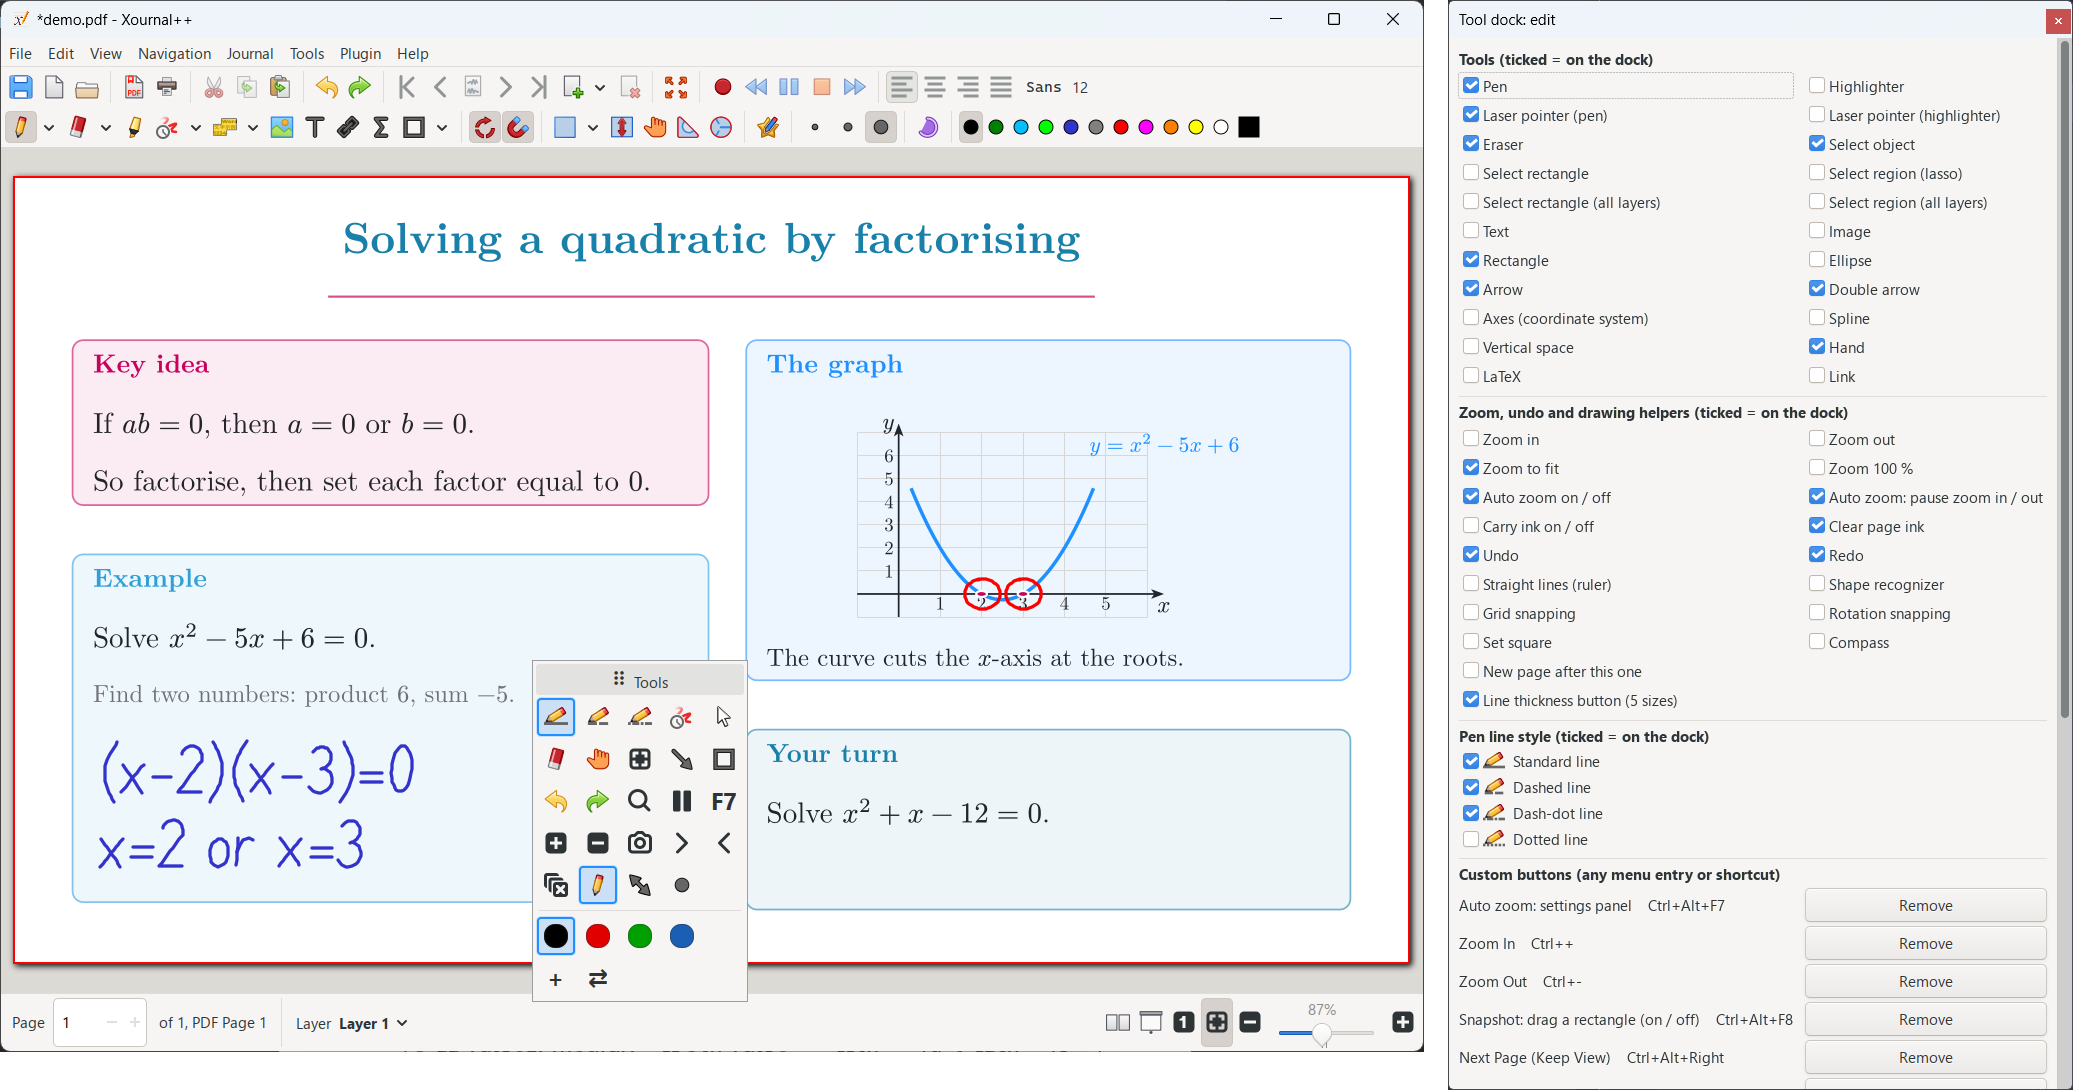 *demo.pdf - Xournal++
File Edit View Navigation Journal Tools Plugin Help
Sans 12
Solving a quadratic by factorising
Key idea
If ab = 0, then a = 0 or b = 0.
So factorise, then set each factor equal to 0.
Example
Solve x² − 5x + 6 = 0.
Find two numbers: product 6, sum −5.
(x-2)(x-3)=0
x=2 or x=3
The graph
y
y = x² − 5x + 6
6
5
4
3
2
1
1 2 3 4 5 x
The curve cuts the x-axis at the roots.
Your turn
Solve x² + x − 12 = 0.
Tools
F7
Page 1 of 1, PDF Page 1 Layer Layer 1
87%
Tool dock: edit
Tools (ticked = on the dock)
Pen Highlighter
Laser pointer (pen) Laser pointer (highlighter)
Eraser Select object
Select rectangle Select region (lasso)
Select rectangle (all layers) Select region (all layers)
Text Image
Rectangle Ellipse
Arrow Double arrow
Axes (coordinate system) Spline
Vertical space Hand
LaTeX Link
Zoom, undo and drawing helpers (ticked = on the dock)
Zoom in Zoom out
Zoom to fit Zoom 100 %
Auto zoom on / off Auto zoom: pause zoom in / out
Carry ink on / off Clear page ink
Undo Redo
Straight lines (ruler) Shape recognizer
Grid snapping Rotation snapping
Set square Compass
New page after this one
Line thickness button (5 sizes)
Pen line style (ticked = on the dock)
Standard line
Dashed line
Dash-dot line
Dotted line
Custom buttons (any menu entry or shortcut)
Auto zoom: settings panel Ctrl+Alt+F7 Remove
Zoom In Ctrl++ Remove
Zoom Out Ctrl+- Remove
Snapshot: drag a rectangle (on / off) Ctrl+Alt+F8 Remove
Next Page (Keep View) Ctrl+Alt+Right Remove